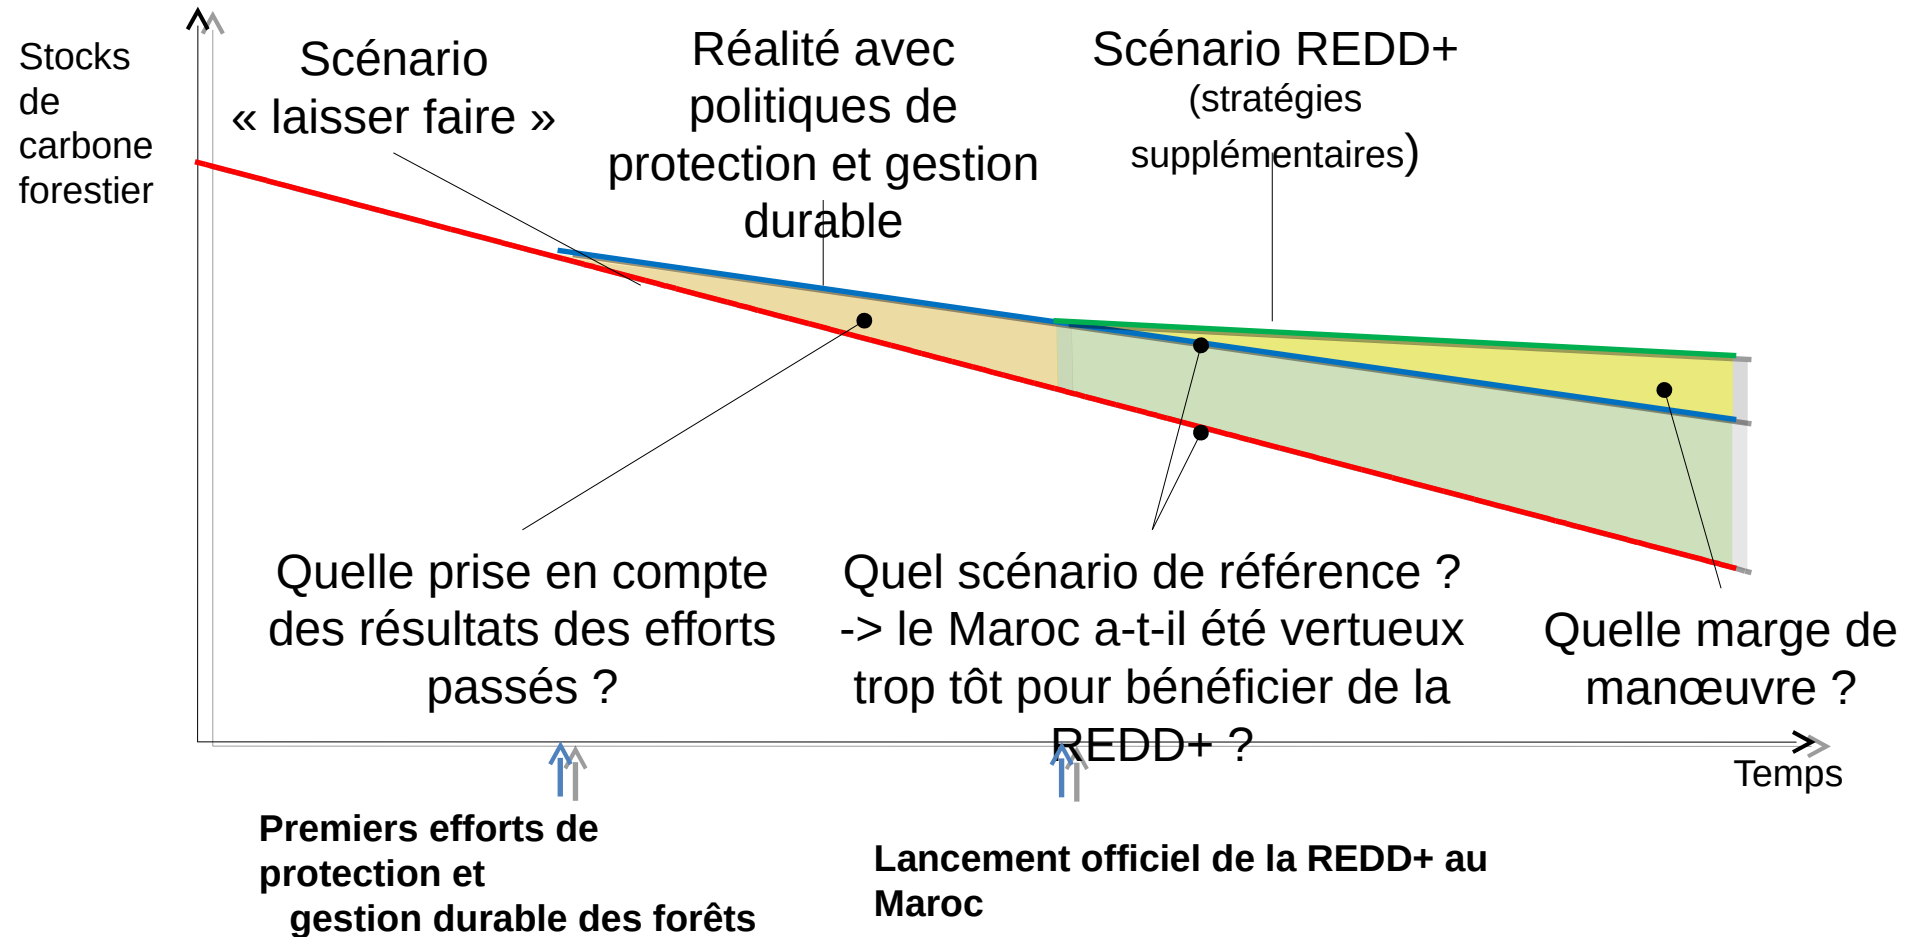 Stocks
de
carbone
forestier
Scénario
« laisser faire »
Réalité avec
politiques de
protection et gestion
durable
Scénario REDD+
(stratégies
supplémentaires)
Quelle prise en compte
des résultats des efforts
passés ?
Quel scénario de référence ?
-> le Maroc a-t-il été vertueux
trop tôt pour bénéficier de la
REDD+ ?
Quelle marge de
manœuvre ?
Temps
Premiers efforts de
protection et
gestion durable des forêts
Lancement officiel de la REDD+ au
Maroc